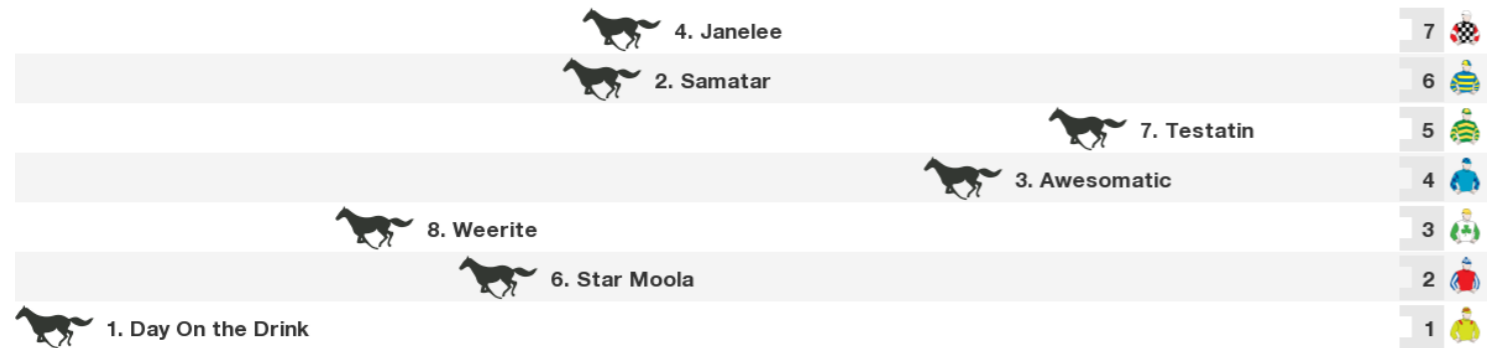 4. Janelee 7
2. Samatar 6
7. Testatin 5
3. Awesomatic 4
8. Weerite 3
6. Star Moola 2
1. Day On the Drink 1